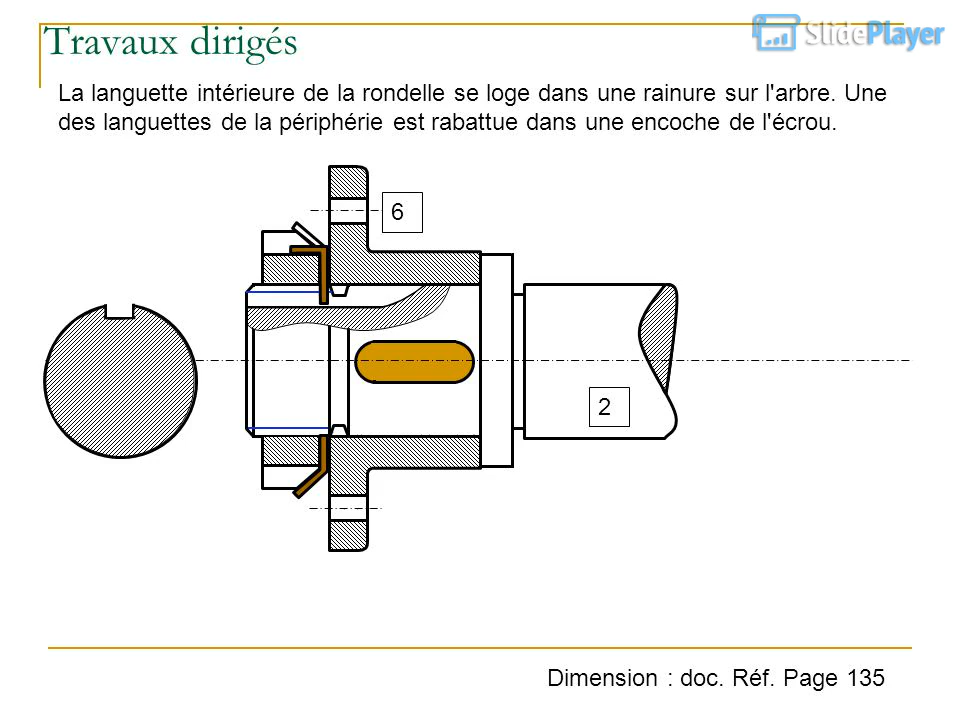 Travaux dirigés
SlidePlayer
La languette intérieure de la rondelle se loge dans une rainure sur l'arbre. Une
des languettes de la périphérie est rabattue dans une encoche de l'écrou.
6
2
Dimension : doc. Réf. Page 135